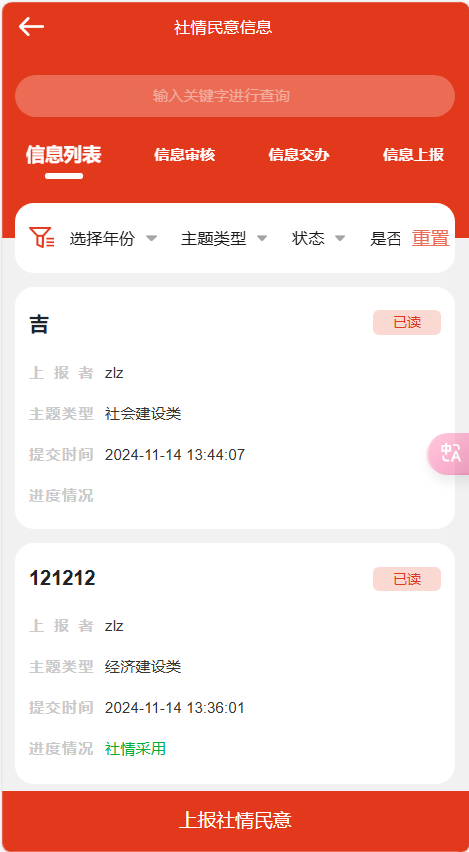 社情民意信息
输入关键字进行查询
信息列表 信息审核 信息交办 信息上报
选择年份 主题类型 状态 是否 重置
吉 已读
上 报 者 zlz
主题类型 社会建设类
提交时间 2024-11-14 13:44:07
进度情况
中A
121212 已读
上 报 者 zlz
主题类型 经济建设类
提交时间 2024-11-14 13:36:01
进度情况 社情采用
上报社情民意